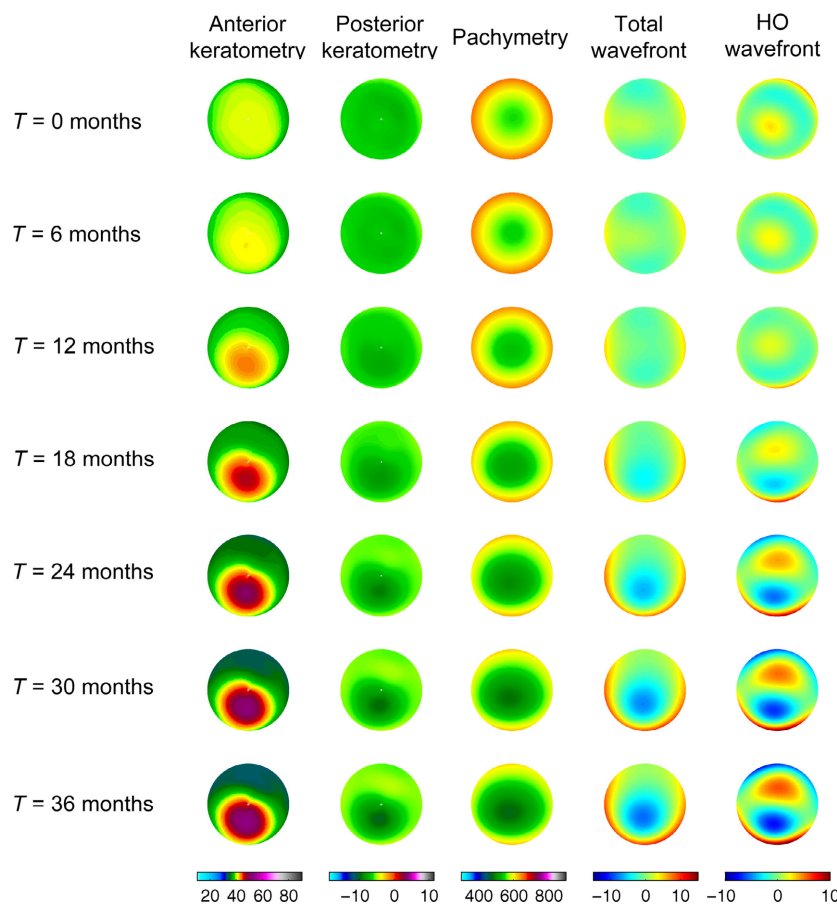 Anterior keratometry
Posterior keratometry
Pachymetry
Total wavefront
HO wavefront
T = 0 months
T = 6 months
T = 12 months
T = 18 months
T = 24 months
T = 30 months
T = 36 months
20 40 60 80
−10 0 10
400 600 800
−10 0 10
−10 0 10